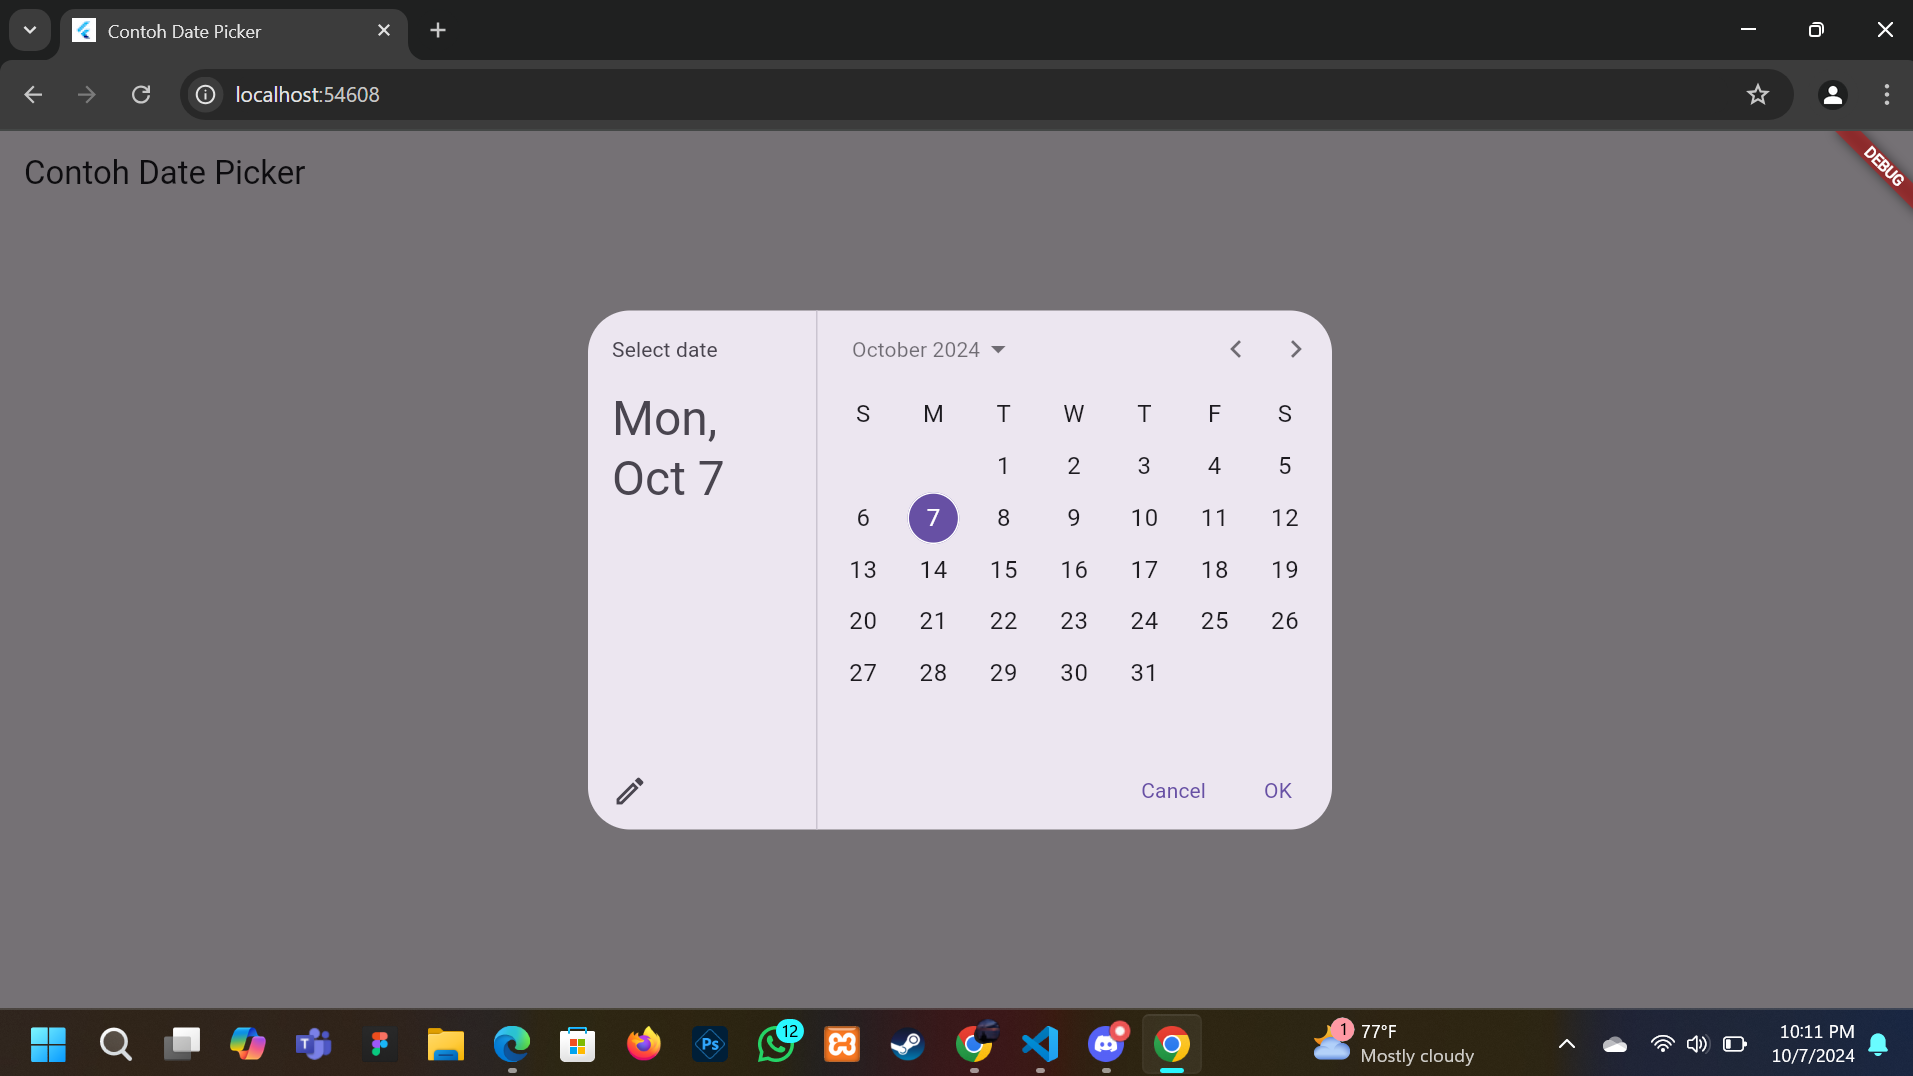 Contoh Date Picker
localhost:54608
Contoh Date Picker
DEBUG
Select date
Mon,
Oct 7
October 2024
S M T W T F S
1 2 3 4 5
6 7 8 9 10 11 12
13 14 15 16 17 18 19
20 21 22 23 24 25 26
27 28 29 30 31
Cancel OK
T
Ps
12
1
77°F
Mostly cloudy
10:11 PM
10/7/2024